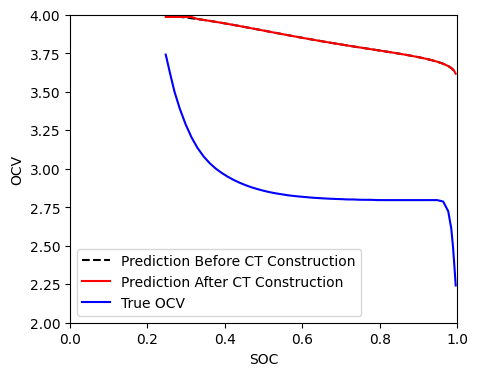 4.00
3.75
3.50
3.25
3.00
2.75
2.50
2.25
2.00
OCV
Prediction Before CT Construction
Prediction After CT Construction
True OCV
0.0 0.2 0.4 0.6 0.8 1.0
SOC